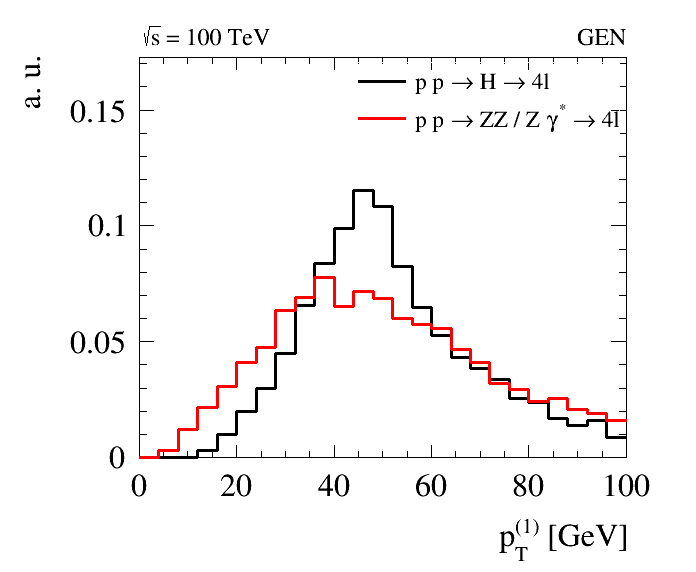 √s = 100 TeV
GEN
a. u.
p p → H → 4l
p p → ZZ / Z γ* → 4l
0.15
0.1
0.05
0
0 20 40 60 80 100
p_T^(1) [GeV]